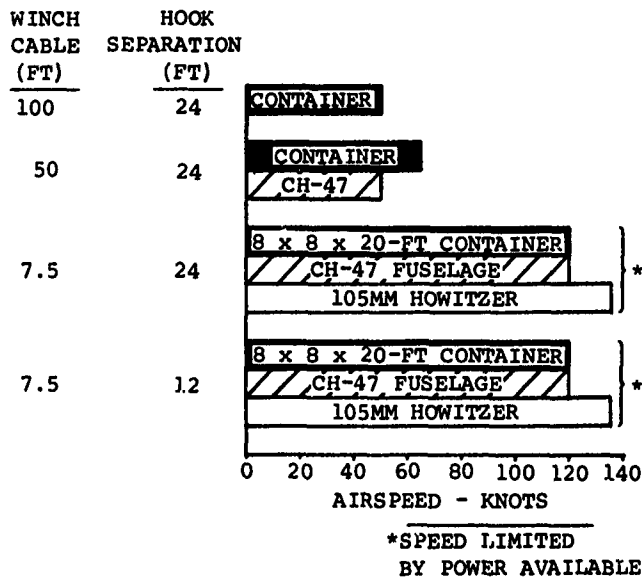 WINCH CABLE (FT)
HOOK SEPARATION (FT)
100 24 CONTAINER
50 24 CONTAINER
CH-47
8 x 8 x 20-FT CONTAINER
7.5 24 CH-47 FUSELAGE *
105MM HOWITZER
8 x 8 x 20-FT CONTAINER
7.5 12 CH-47 FUSELAGE *
105MM HOWITZER
0 20 40 60 80 100 120 140
AIRSPEED - KNOTS
*SPEED LIMITED
BY POWER AVAILABLE